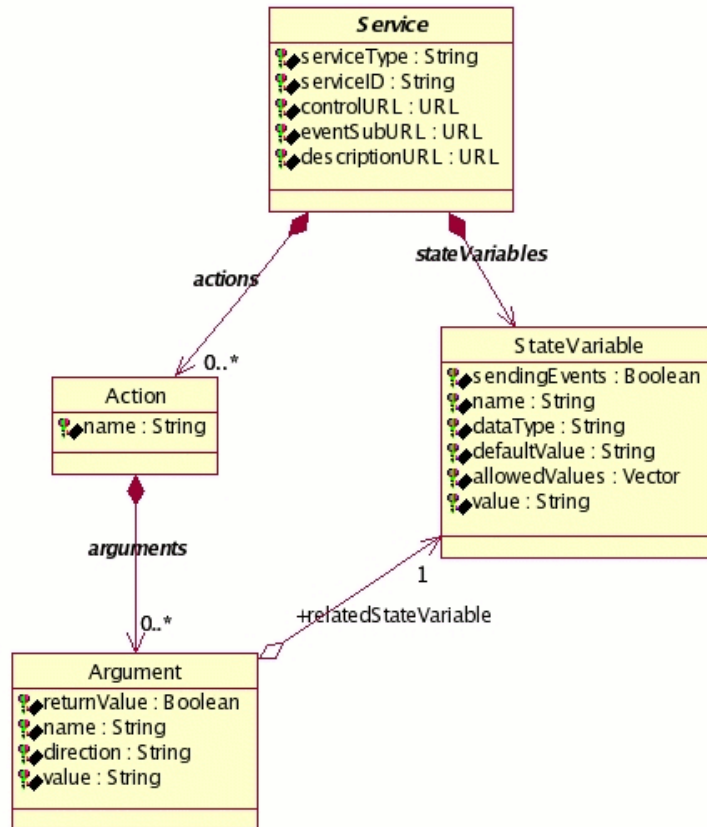 Service
serviceType : String
serviceID : String
controlURL : URL
eventSubURL : URL
descriptionURL : URL
stateVariables
actions
0..*
StateVariable
sendingEvents : Boolean
name : String
dataType : String
defaultValue : String
allowedValues : Vector
value : String
Action
name : String
arguments
1
+relatedStateVariable
0..*
Argument
returnValue : Boolean
name : String
direction : String
value : String